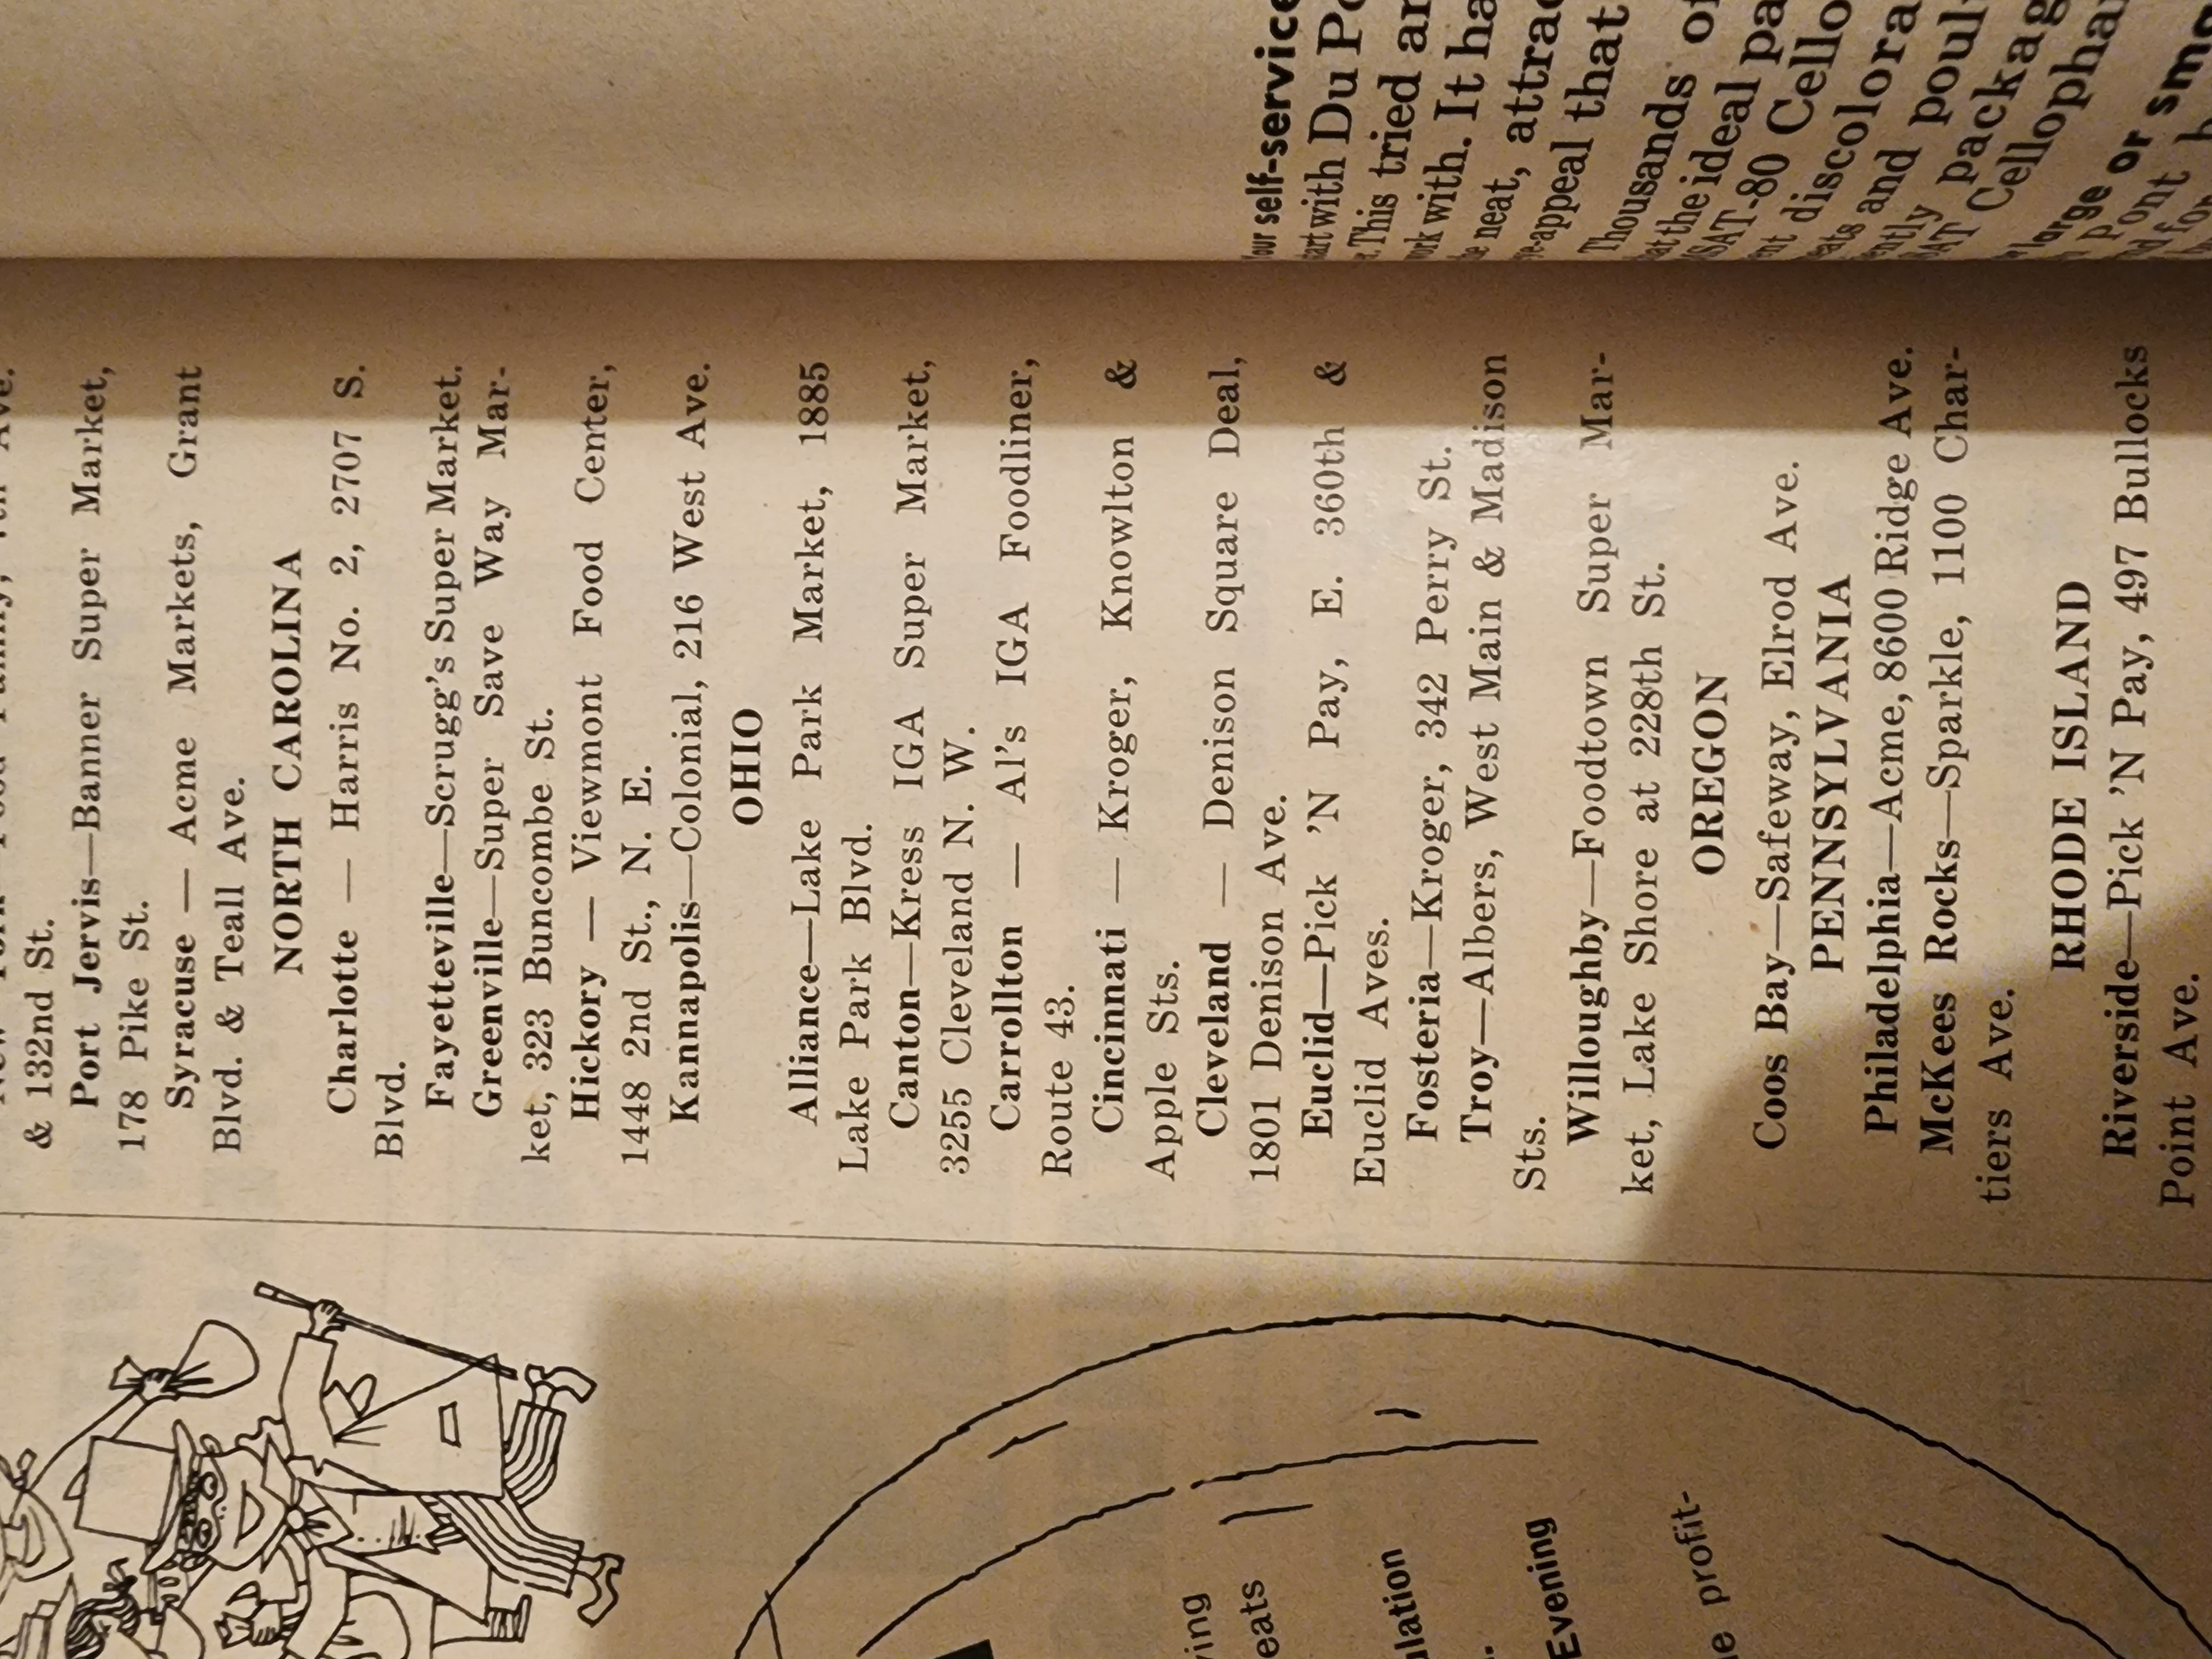 & 132nd St.
Port Jervis—Banner Super Market,
178 Pike St.
Syracuse — Acme Markets, Grant
Blvd. & Teall Ave.
NORTH CAROLINA
Charlotte — Harris No. 2, 2707 S.
Blvd.
Fayetteville—Scrugg's Super Market.
Greenville—Super Save Way Mar-
ket, 323 Buncombe St.
Hickory — Viewmont Food Center,
1448 2nd St., N. E.
Kannapolis—Colonial, 216 West Ave.
OHIO
Alliance—Lake Park Market, 1885
Lake Park Blvd.
Canton—Kress IGA Super Market,
3255 Cleveland N. W.
Carrollton — Al's IGA Foodliner,
Route 43.
Cincinnati — Kroger, Knowlton &
Apple Sts.
Cleveland — Denison Square Deal,
1801 Denison Ave.
Euclid—Pick 'N Pay, E. 360th &
Euclid Aves.
Fosteria—Kroger, 342 Perry St.
Troy—Albers, West Main & Madison
Sts.
Willoughby—Foodtown Super Mar-
ket, Lake Shore at 228th St.
OREGON
Coos Bay—Safeway, Elrod Ave.
PENNSYLVANIA
Philadelphia—Acme, 8600 Ridge Ave.
McKees Rocks—Sparkle, 1100 Char-
tiers Ave.
RHODE ISLAND
Riverside—Pick 'N Pay, 497 Bullocks
Point Ave.
self-service
with Du
This tried
with. It
neat,
appeal that
Thousands
the ideal
-80
discolora
and poul-
packag
large or
Pont
eats
Evening
profit-